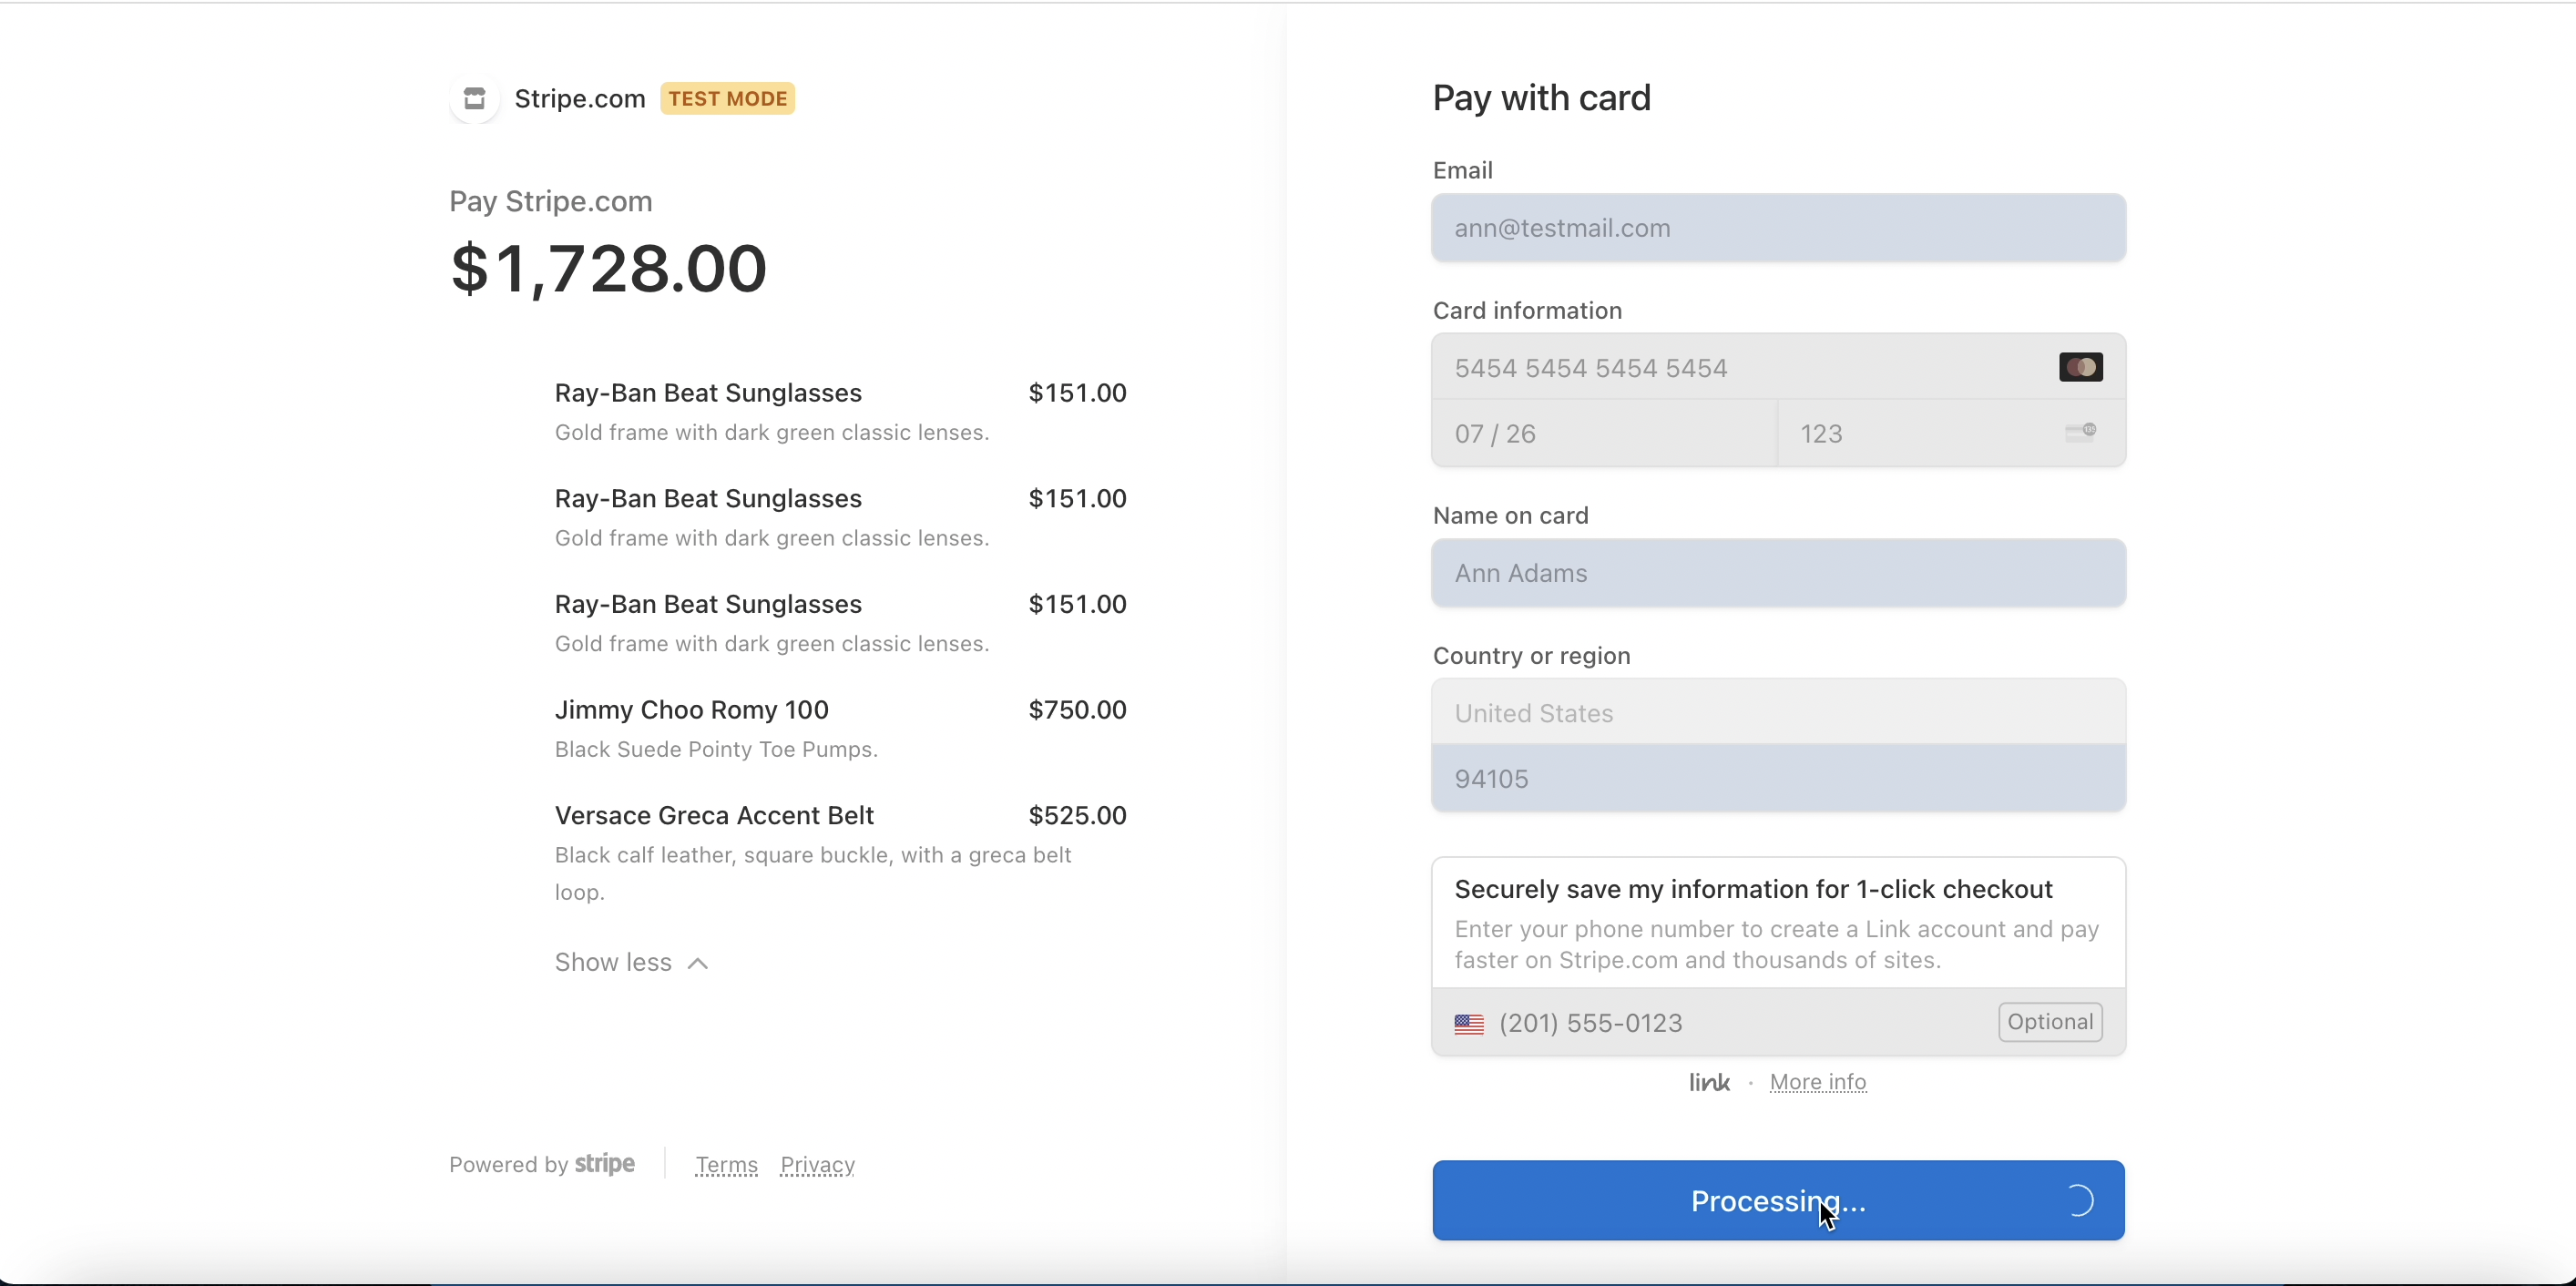 Stripe.com TEST MODE
Pay Stripe.com
$1,728.00
Ray-Ban Beat Sunglasses $151.00
Gold frame with dark green classic lenses.
Ray-Ban Beat Sunglasses $151.00
Gold frame with dark green classic lenses.
Ray-Ban Beat Sunglasses $151.00
Gold frame with dark green classic lenses.
Jimmy Choo Romy 100 $750.00
Black Suede Pointy Toe Pumps.
Versace Greca Accent Belt $525.00
Black calf leather, square buckle, with a greca belt
loop.
Show less
Powered by stripe Terms Privacy
Pay with card
Email
ann@testmail.com
Card information
5454 5454 5454 5454
07 / 26 123
Name on card
Ann Adams
Country or region
United States
94105
Securely save my information for 1-click checkout
Enter your phone number to create a Link account and pay
faster on Stripe.com and thousands of sites.
(201) 555-0123 Optional
link · More info
Processing...